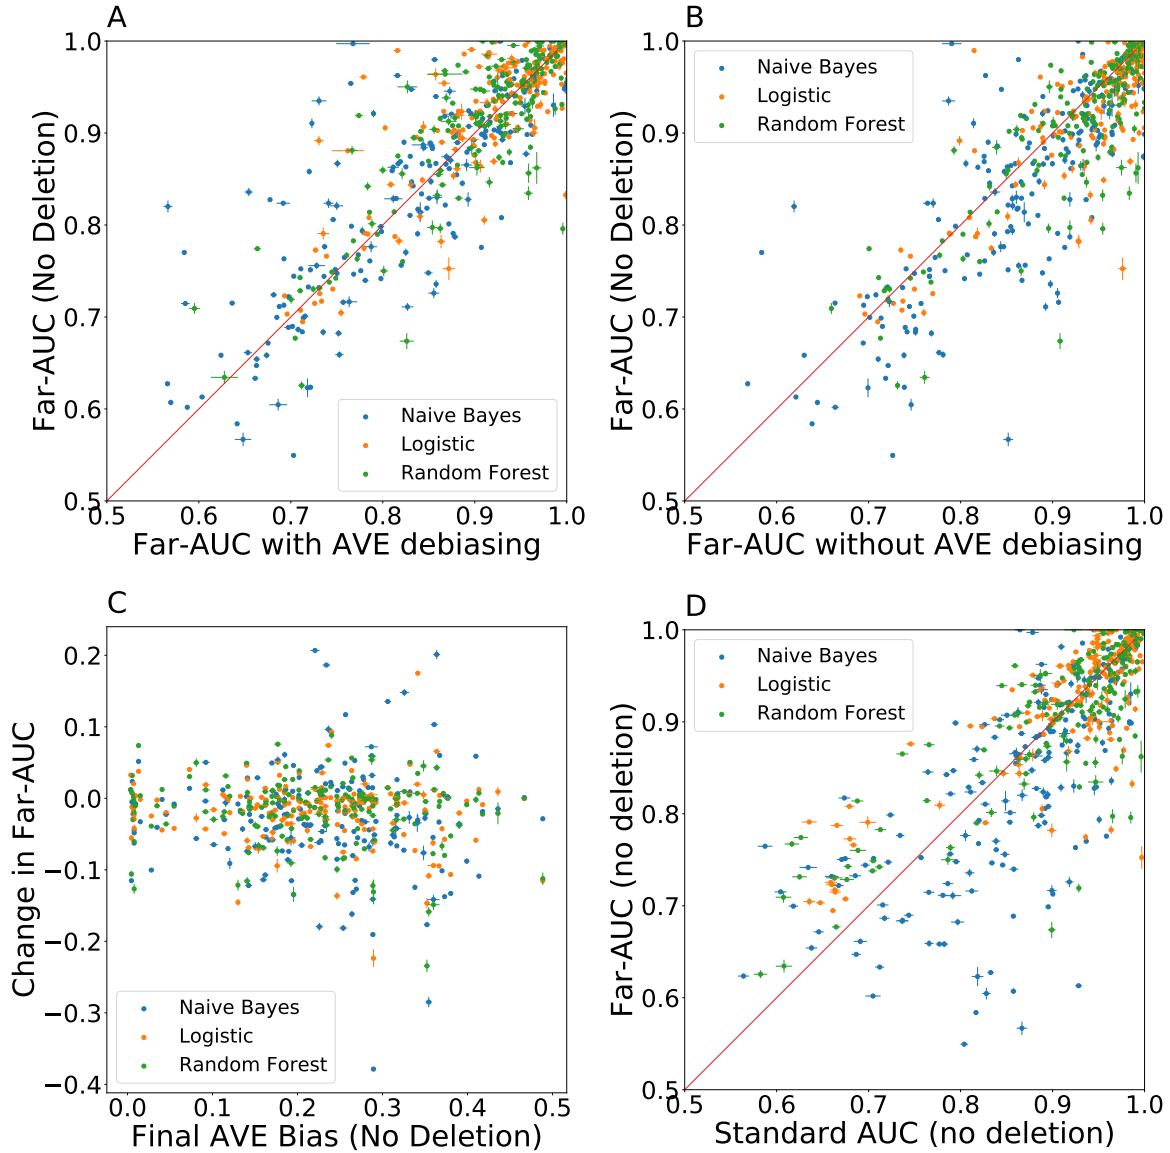 A
Far-AUC (No Deletion)
1.0
0.9
0.8
0.7
0.6
0.5
Naive Bayes
Logistic
Random Forest
0.5 0.6 0.7 0.8 0.9 1.0
Far-AUC with AVE debiasing
B
Far-AUC (No Deletion)
1.0
0.9
0.8
0.7
0.6
0.5
Naive Bayes
Logistic
Random Forest
0.5 0.6 0.7 0.8 0.9 1.0
Far-AUC without AVE debiasing
C
Change in Far-AUC
0.2
0.1
0.0
−0.1
−0.2
−0.3
−0.4
Naive Bayes
Logistic
Random Forest
0.0 0.1 0.2 0.3 0.4 0.5
Final AVE Bias (No Deletion)
D
Far-AUC (no deletion)
1.0
0.9
0.8
0.7
0.6
0.5
Naive Bayes
Logistic
Random Forest
0.5 0.6 0.7 0.8 0.9 1.0
Standard AUC (no deletion)